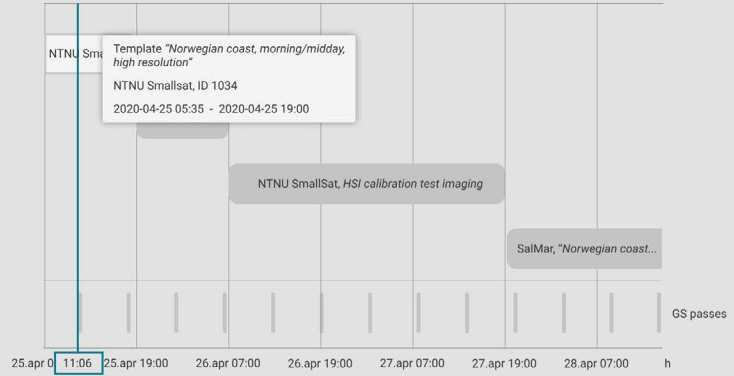 NTNU Sma
Template "Norwegian coast, morning/midday,
high resolution"
NTNU Smallsat, ID 1034
2020-04-25 05:35 - 2020-04-25 19:00
NTNU SmallSat, HSI calibration test imaging
SalMar, "Norwegian coast...
GS passes
25.apr 0 11:06 25.apr 19:00 26.apr 07:00 26.apr 19:00 27.apr 07:00 27.apr 19:00 28.apr 07:00 h